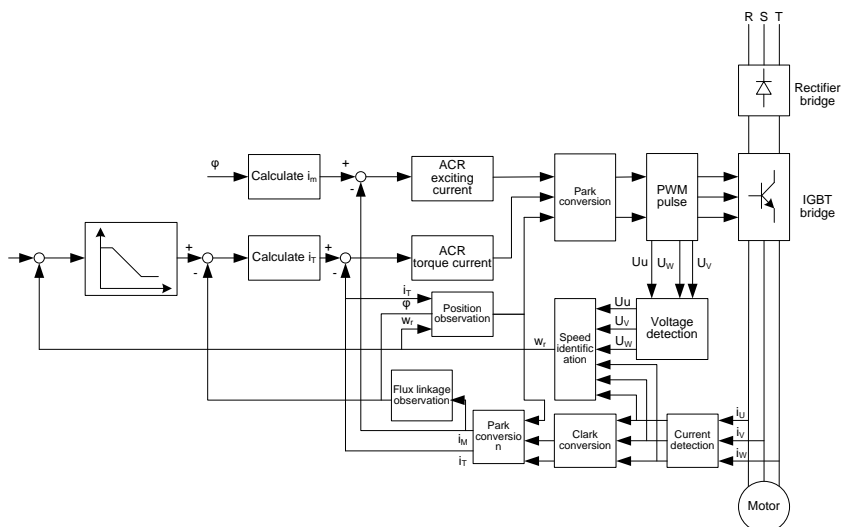 R S T
Rectifier
bridge
φ
Calculate im
+
-
ACR
exciting
current
Park
conversion
PWM
pulse
IGBT
bridge
+
-
Calculate iT
+
-
ACR
torque current
Uu UW UV
iT
φ
wr
Position
observation
wr
Speed
identific
ation
Uu
UV
UW
Voltage
detection
Flux linkage
observation
iM
iT
Park
conversio
n
Clark
conversion
Current
detection
iU
iV
iW
Motor